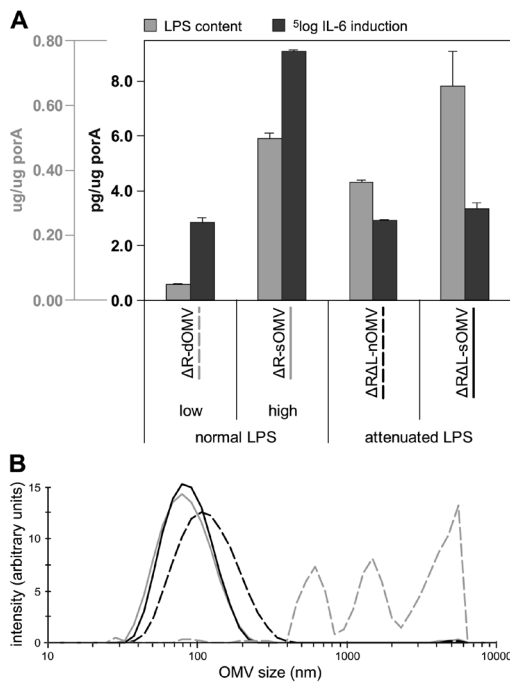 A
LPS content
⁵log IL-6 induction
0.80
0.60
0.40
0.20
0.00
ug/ug porA
8.0
6.0
4.0
2.0
0.0
pg/ug porA
ΔR-dOMV
ΔR-sOMV
ΔRΔL-nOMV
ΔRΔL-sOMV
low
high
normal LPS
attenuated LPS
B
15
10
5
0
intensity (arbitrary units)
10
100
1000
10000
OMV size (nm)